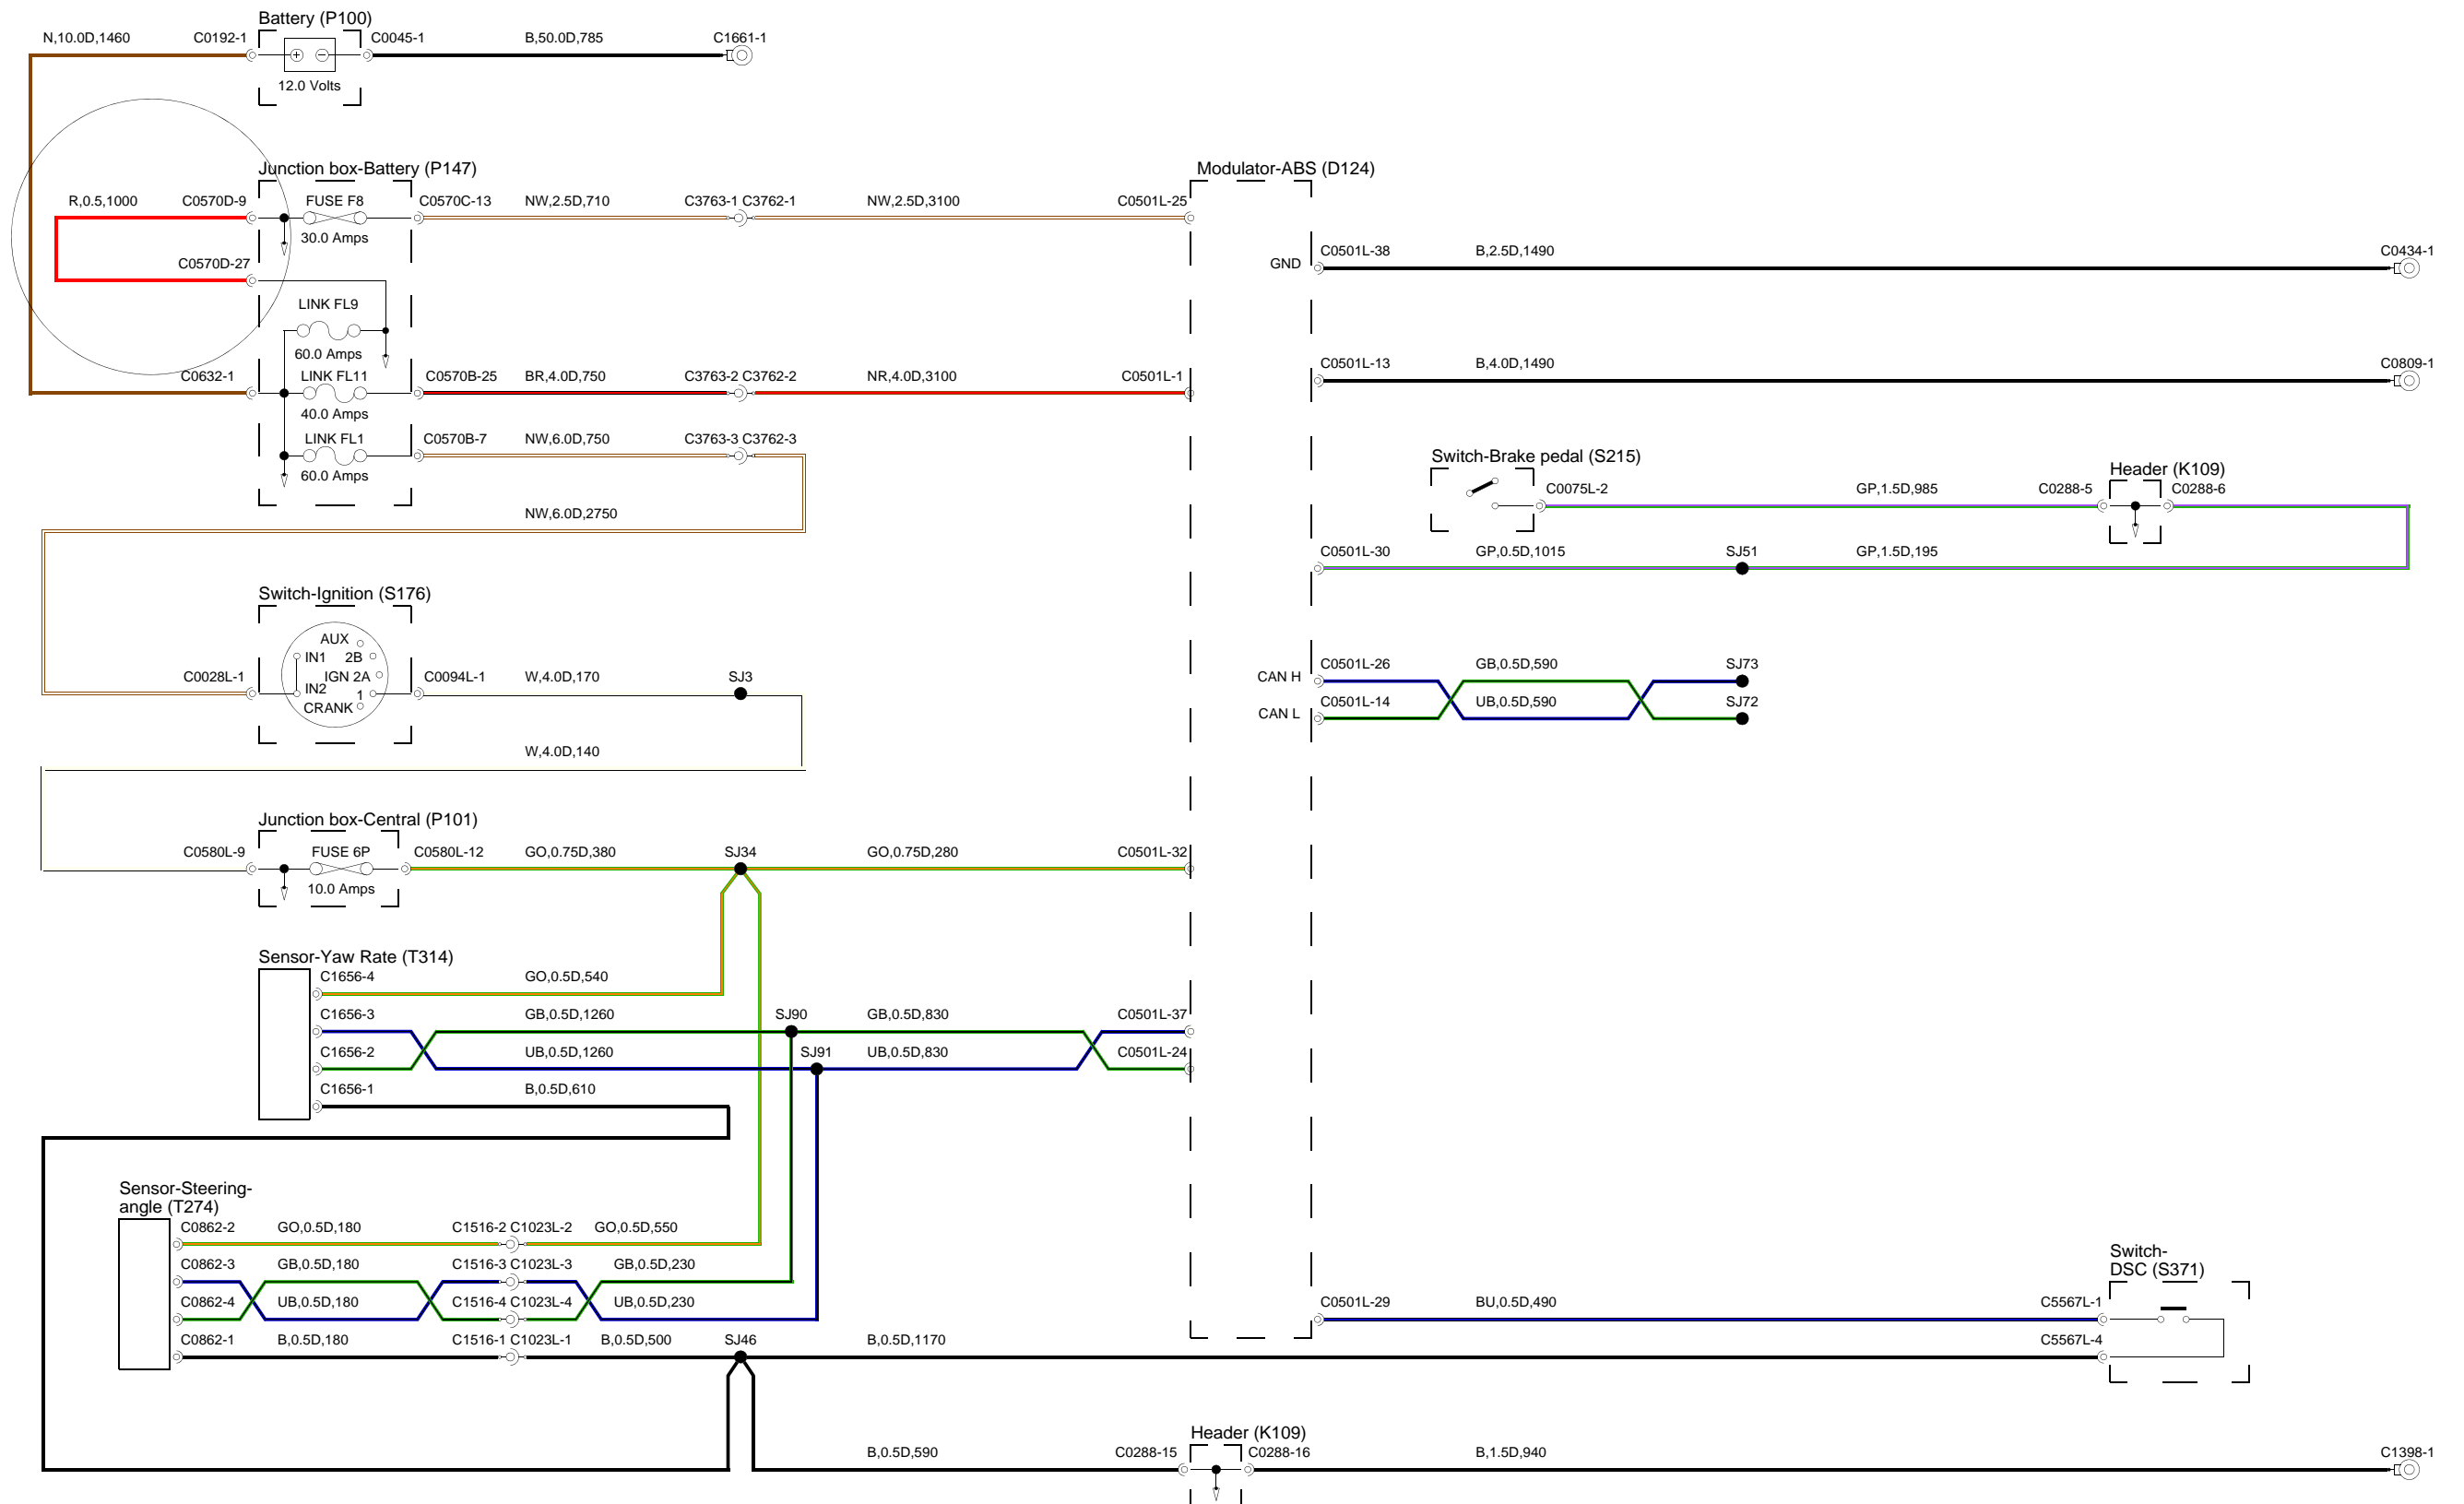 Battery (P100)
N,10.0D,1460 C0192-1 C0045-1 B,50.0D,785 C1661-1
12.0 Volts
Junction box-Battery (P147) Modulator-ABS (D124)
R,0.5,1000 C0570D-9 FUSE F8 C0570C-13 NW,2.5D,710 C3763-1 C3762-1 NW,2.5D,3100 C0501L-25
30.0 Amps
C0501L-38 B,2.5D,1490 C0434-1
C0570D-27 GND
LINK FL9
60.0 Amps
C0501L-13 B,4.0D,1490 C0809-1
C0632-1 LINK FL11 C0570B-25 BR,4.0D,750 C3763-2 C3762-2 NR,4.0D,3100 C0501L-1
40.0 Amps
LINK FL1 C0570B-7 NW,6.0D,750 C3763-3 C3762-3
60.0 Amps
Switch-Brake pedal (S215) Header (K109)
C0075L-2 GP,1.5D,985 C0288-5 C0288-6
NW,6.0D,2750
C0501L-30 GP,0.5D,1015 SJ51 GP,1.5D,195
Switch-Ignition (S176)
AUX
IN1 2B
IGN 2A
IN2 1
CRANK
C0028L-1 C0094L-1 W,4.0D,170 SJ3
C0501L-26 GB,0.5D,590 SJ73
CAN H
C0501L-14 UB,0.5D,590 SJ72
CAN L
W,4.0D,140
Junction box-Central (P101)
C0580L-9 FUSE 6P C0580L-12 GO,0.75D,380 SJ34 GO,0.75D,280 C0501L-32
10.0 Amps
Sensor-Yaw Rate (T314)
C1656-4 GO,0.5D,540
C1656-3 GB,0.5D,1260 SJ90 GB,0.5D,830 C0501L-37
C1656-2 UB,0.5D,1260 SJ91 UB,0.5D,830 C0501L-24
C1656-1 B,0.5D,610
Sensor-Steering-
angle (T274)
C0862-2 GO,0.5D,180 C1516-2 C1023L-2 GO,0.5D,550
C0862-3 GB,0.5D,180 C1516-3 C1023L-3 GB,0.5D,230
Switch-
DSC (S371)
C0862-4 UB,0.5D,180 C1516-4 C1023L-4 UB,0.5D,230 C0501L-29 BU,0.5D,490 C5567L-1
C0862-1 B,0.5D,180 C1516-1 C1023L-1 B,0.5D,500 SJ46 B,0.5D,1170 C5567L-4
Header (K109)
B,0.5D,590 C0288-15 C0288-16 B,1.5D,940 C1398-1